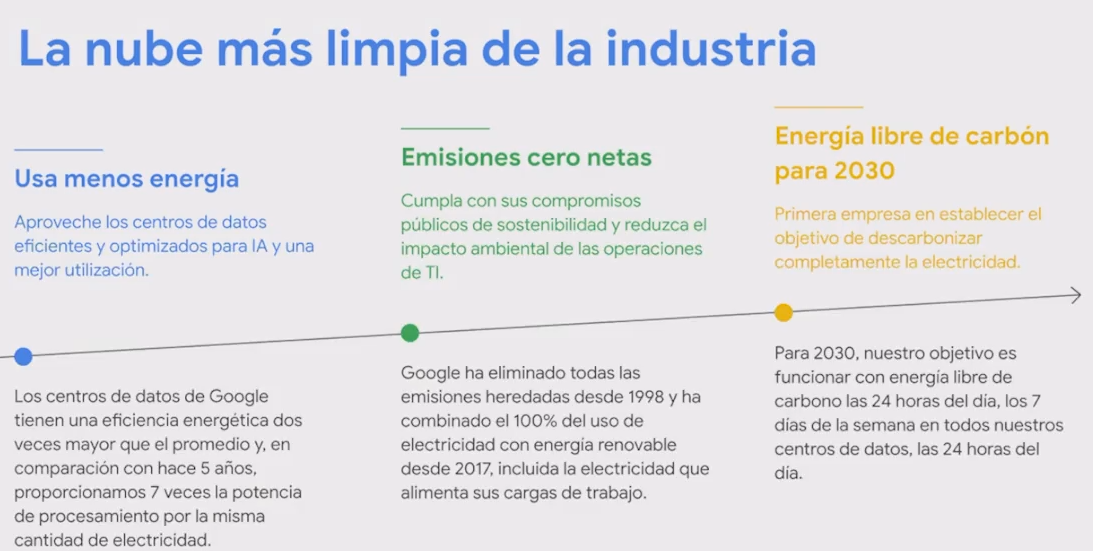 La nube más limpia de la industria
Usa menos energía
Aproveche los centros de datos
eficientes y optimizados para IA y una
mejor utilización.
Los centros de datos de Google
tienen una eficiencia energética dos
veces mayor que el promedio y, en
comparación con hace 5 años,
proporcionamos 7 veces la potencia
de procesamiento por la misma
cantidad de electricidad.
Emisiones cero netas
Cumpla con sus compromisos
públicos de sostenibilidad y reduzca el
impacto ambiental de las operaciones
de TI.
Google ha eliminado todas las
emisiones heredadas desde 1998 y ha
combinado el 100% del uso de
electricidad con energía renovable
desde 2017, incluida la electricidad que
alimenta sus cargas de trabajo.
Energía libre de carbón
para 2030
Primera empresa en establecer el
objetivo de descarbonizar
completamente la electricidad.
Para 2030, nuestro objetivo es
funcionar con energía libre de
carbono las 24 horas del día, los 7
días de la semana en todos nuestros
centros de datos, las 24 horas del
día.